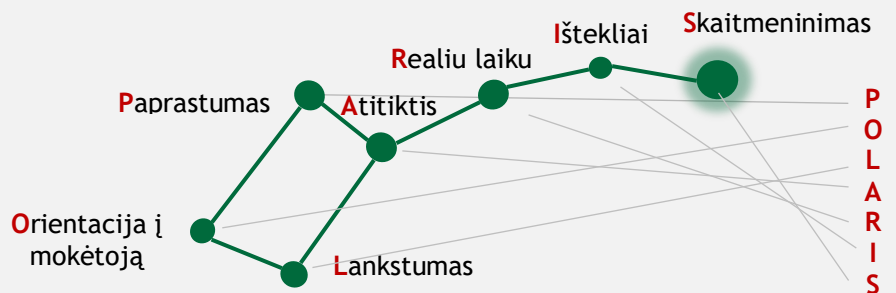 Skaitmeninimas
Ištekliai
Realiu laiku
Paprastumas
Atitiktis
Orientacija į
mokėtoją
Lankstumas
P
O
L
A
R
I
S